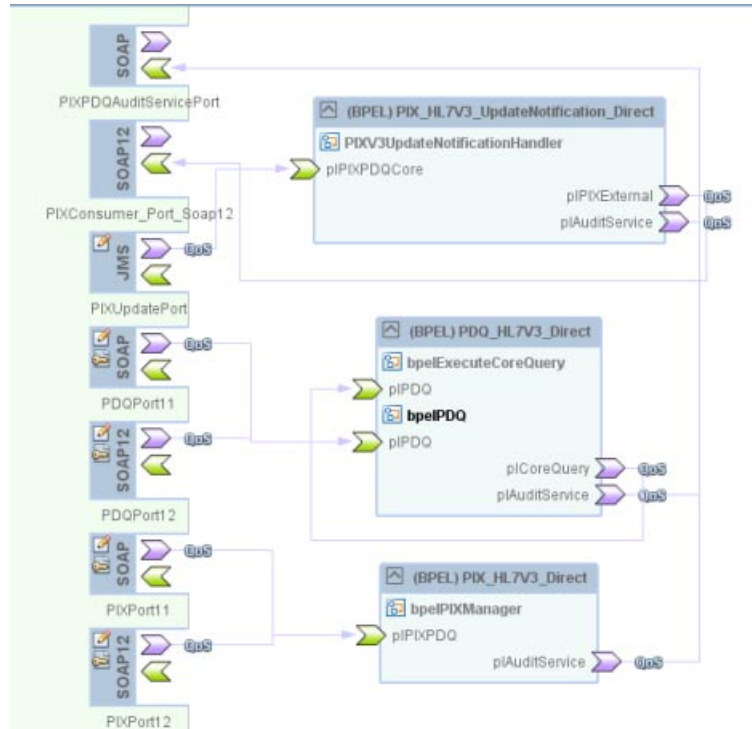 SOAP
PIXPDQAuditServicePort
SOAP12
PIXConsumer_Port_Soap12
JMS
QoS
PIXUpdatePort
SOAP
QoS
PDQPort11
SOAP12
QoS
PDQPort12
SOAP
QoS
PIXPort11
SOAP12
QoS
PIXPort12
(BPEL) PIX_HL7V3_UpdateNotification_Direct
PIXV3UpdateNotificationHandler
plPIXPDQCore
plPIXExternal QoS
plAuditService QoS
(BPEL) PDQ_HL7V3_Direct
bpelExecuteCoreQuery
plPDQ
bpelPDQ
plPDQ
plCoreQuery QoS
plAuditService QoS
(BPEL) PIX_HL7V3_Direct
bpelPIXManager
plPIXPDQ
plAuditService QoS